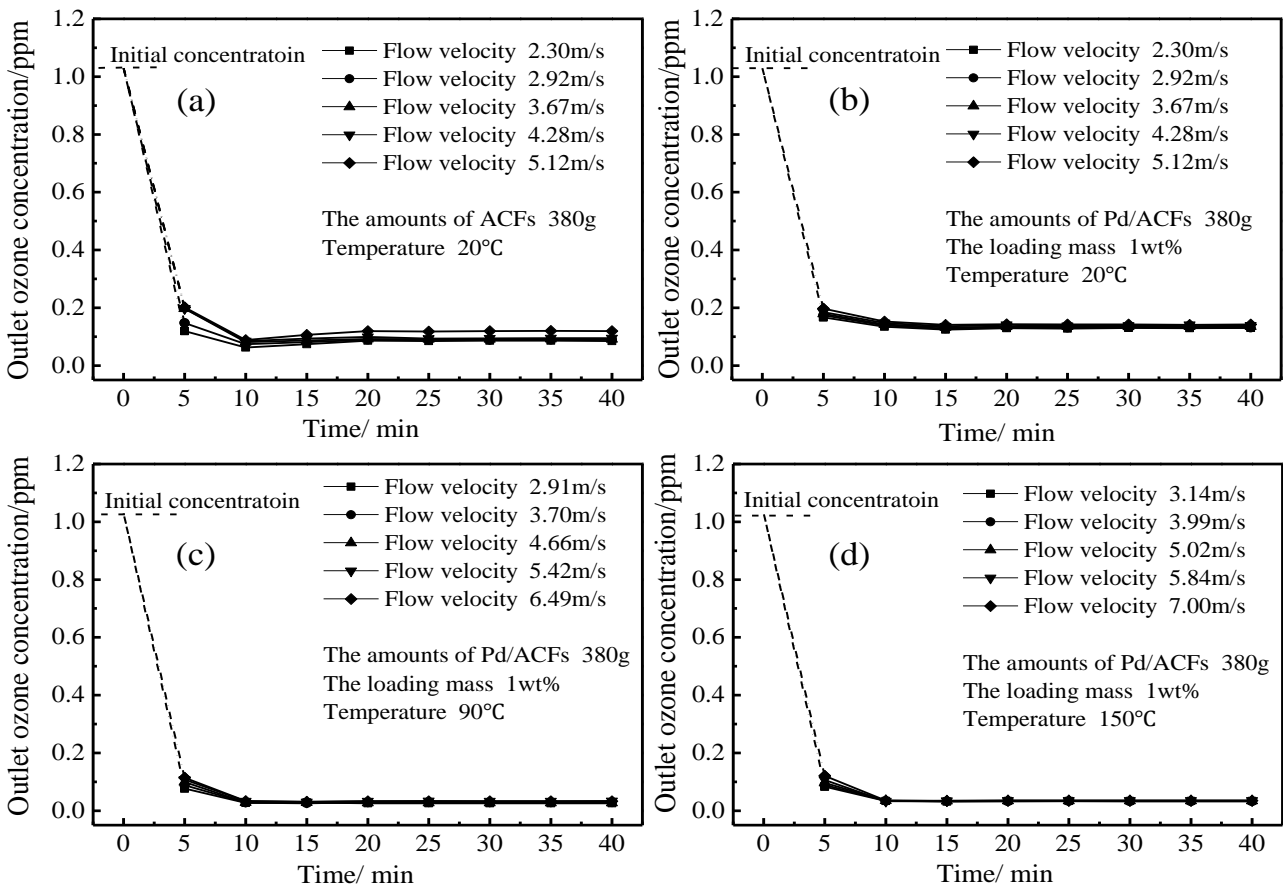 Outlet ozone concentration/ppm
1.2
1.0
0.8
0.6
0.4
0.2
0.0
Initial concentratoin
(a)
Flow velocity 2.30m/s
Flow velocity 2.92m/s
Flow velocity 3.67m/s
Flow velocity 4.28m/s
Flow velocity 5.12m/s
The amounts of ACFs 380g
Temperature 20℃
0 5 10 15 20 25 30 35 40
Time/ min
Outlet ozone concentration/ppm
1.2
1.0
0.8
0.6
0.4
0.2
0.0
Initial concentratoin
(b)
Flow velocity 2.30m/s
Flow velocity 2.92m/s
Flow velocity 3.67m/s
Flow velocity 4.28m/s
Flow velocity 5.12m/s
The amounts of Pd/ACFs 380g
The loading mass 1wt%
Temperature 20℃
0 5 10 15 20 25 30 35 40
Time/ min
Outlet ozone concentration/ppm
1.2
1.0
0.8
0.6
0.4
0.2
0.0
Initial concentratoin
(c)
Flow velocity 2.91m/s
Flow velocity 3.70m/s
Flow velocity 4.66m/s
Flow velocity 5.42m/s
Flow velocity 6.49m/s
The amounts of Pd/ACFs 380g
The loading mass 1wt%
Temperature 90℃
0 5 10 15 20 25 30 35 40
Time/ min
Outlet ozone concentration/ppm
1.2
1.0
0.8
0.6
0.4
0.2
0.0
Initial concentratoin
(d)
Flow velocity 3.14m/s
Flow velocity 3.99m/s
Flow velocity 5.02m/s
Flow velocity 5.84m/s
Flow velocity 7.00m/s
The amounts of Pd/ACFs 380g
The loading mass 1wt%
Temperature 150℃
0 5 10 15 20 25 30 35 40
Time/ min